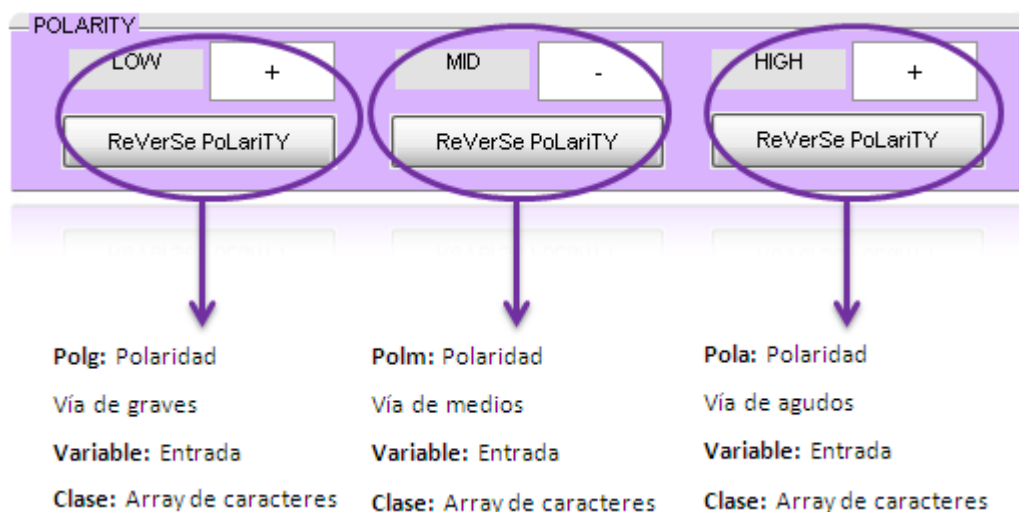 POLARITY
LOW + MID - HIGH +
ReVerSe PoLariTY ReVerSe PoLariTY ReVerSe PoLariTY
Polg: Polaridad
Vía de graves
Variable: Entrada
Clase: Array de caracteres
Polm: Polaridad
Vía de medios
Variable: Entrada
Clase: Array de caracteres
Pola: Polaridad
Vía de agudos
Variable: Entrada
Clase: Array de caracteres